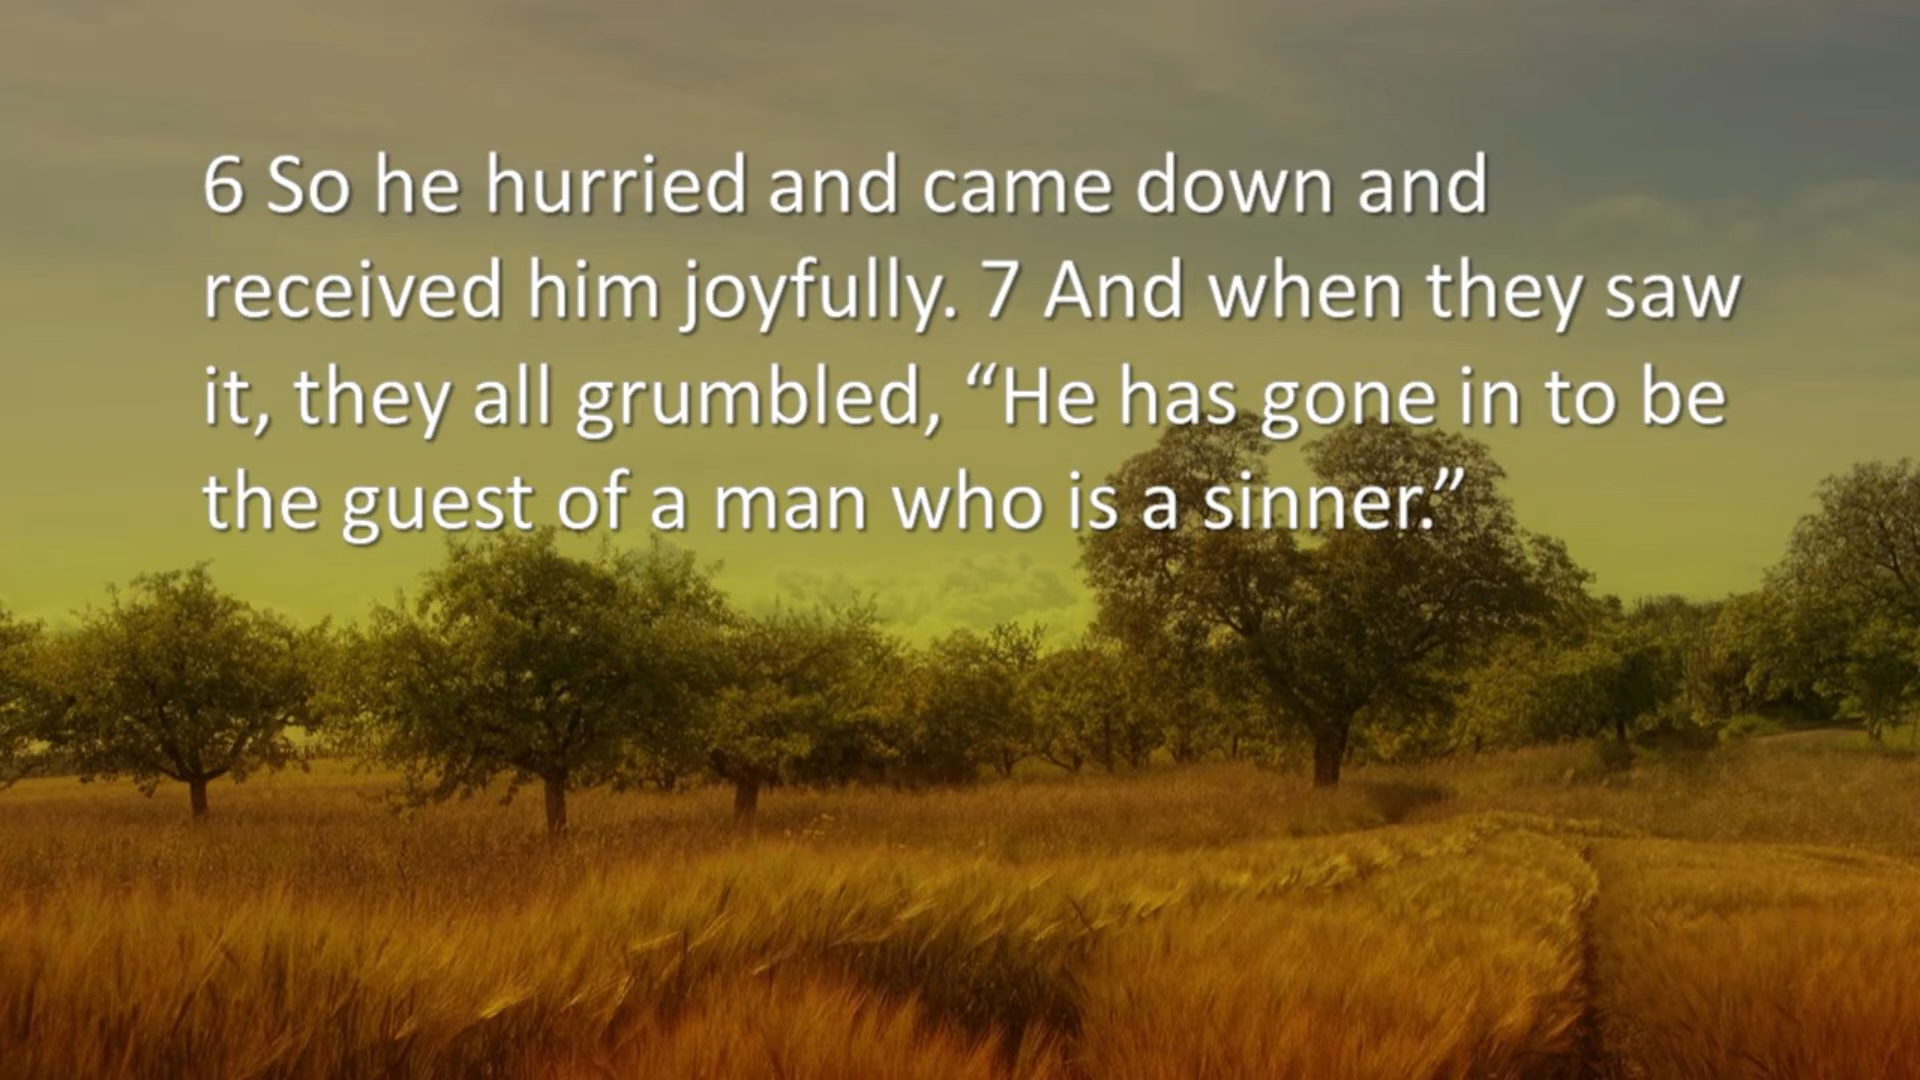 6 So he hurried and came down and
received him joyfully. 7 And when they saw
it, they all grumbled, “He has gone in to be
the guest of a man who is a sinner.”